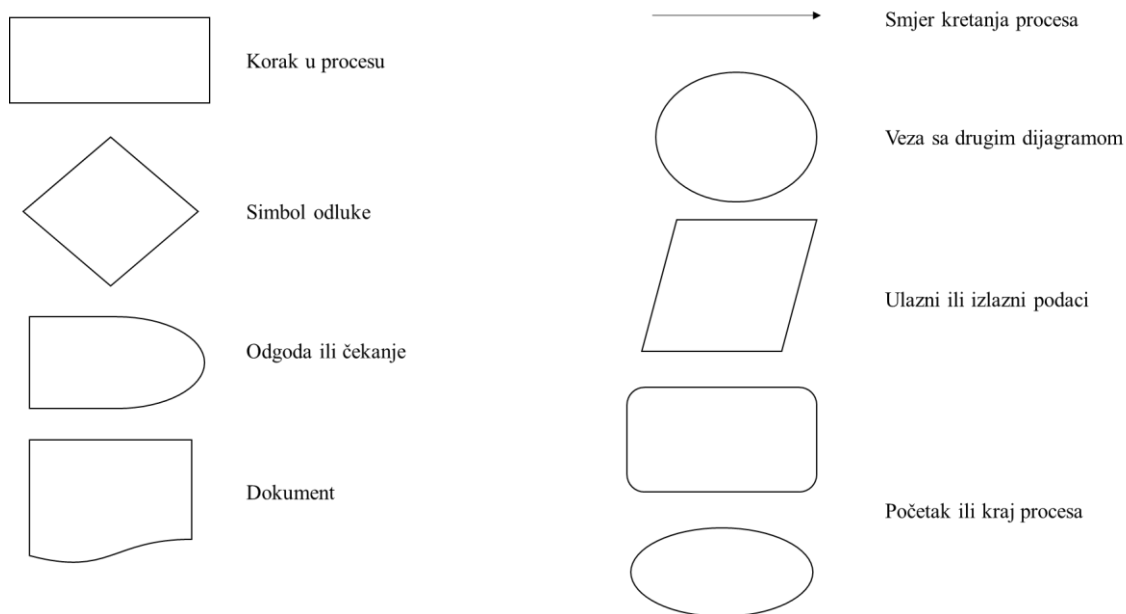 Korak u procesu
Simbol odluke
Odgoda ili čekanje
Dokument
Smjer kretanja procesa
Veza sa drugim dijagramom
Ulazni ili izlazni podaci
Početak ili kraj procesa